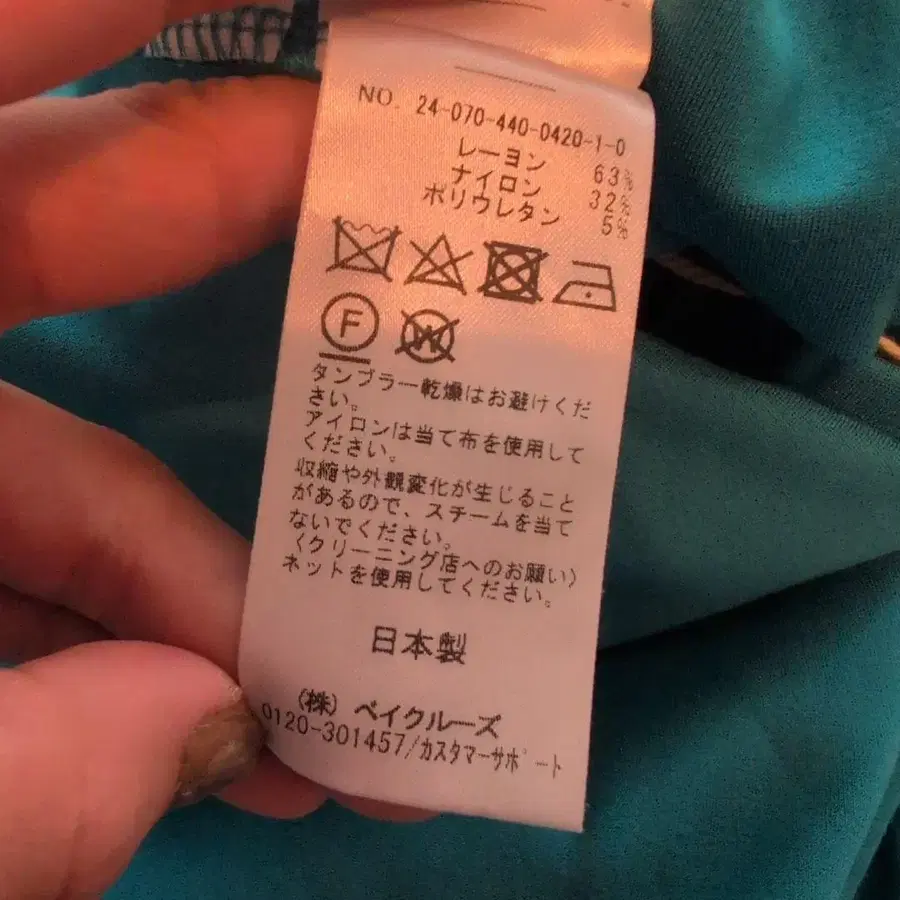 NO. 24-070-440-0420-1-0
レーヨン 63%
ナイロン 32%
ポリウレタン 5%
F W
タンブラー乾燥はお避けくだ
さい。
アイロンは当て布を使用して
ください。
収縮や外観変化が生じること
があるので、スチームを当て
ないでください。
(クリーニング店へのお願い)
ネットを使用してください。
日本製
(株) ベイクルーズ
0120-301457/カスタマーサポート